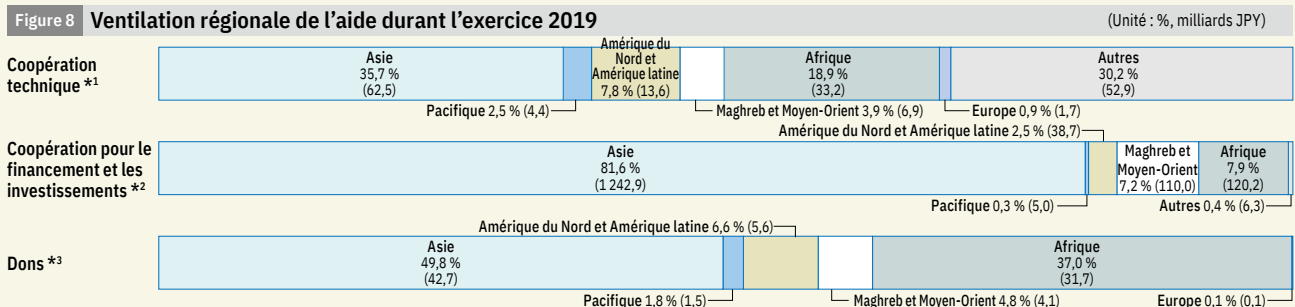 Figure 8 Ventilation régionale de l'aide durant l'exercice 2019 (Unité : %, milliards JPY)
Coopération
technique *1
Asie
35,7 %
(62,5)
Pacifique 2,5 % (4,4)
Amérique du
Nord et
Amérique latine
7,8 % (13,6)
Maghreb et Moyen-Orient 3,9 % (6,9)
Afrique
18,9 %
(33,2)
Europe 0,9 % (1,7)
Autres
30,2 %
(52,9)
Coopération pour le
financement et les
investissements *2
Asie
81,6 %
(1 242,9)
Pacifique 0,3 % (5,0)
Amérique du Nord et Amérique latine 2,5 % (38,7)
Maghreb et
Moyen-Orient
7,2 % (110,0)
Afrique
7,9 %
(120,2)
Autres 0,4 % (6,3)
Dons *3
Asie
49,8 %
(42,7)
Pacifique 1,8 % (1,5)
Amérique du Nord et Amérique latine 6,6 % (5,6)
Maghreb et Moyen-Orient 4,8 % (4,1)
Afrique
37,0 %
(31,7)
Europe 0,1 % (0,1)